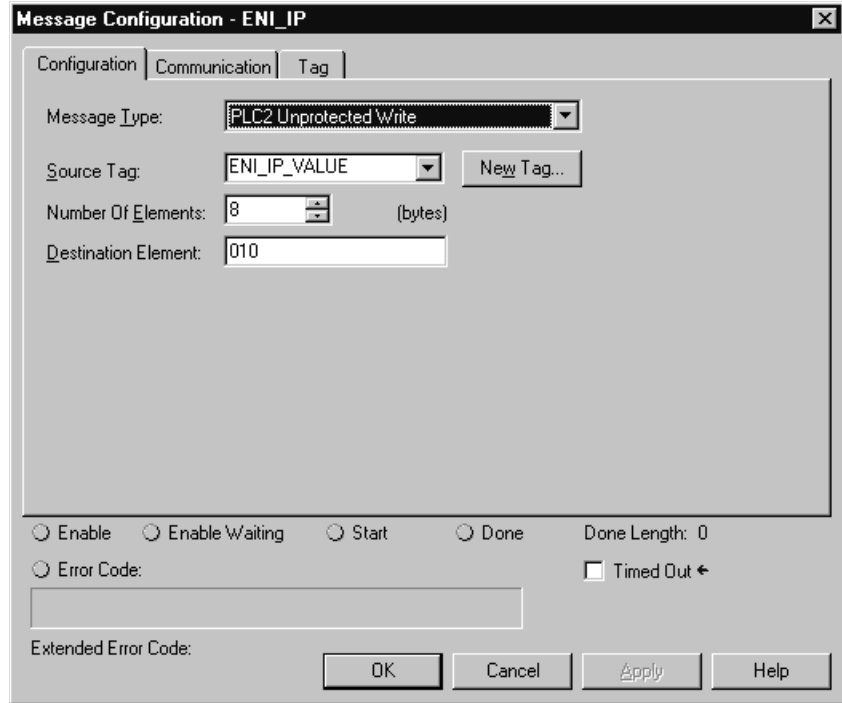 Message Configuration - ENI_IP
Configuration Communication Tag
Message Type: PLC2 Unprotected Write
Source Tag: ENI_IP_VALUE New Tag...
Number Of Elements: 8 (bytes)
Destination Element: 010
Enable Enable Waiting Start Done Done Length: 0
Error Code: Timed Out ←
Extended Error Code:
OK Cancel Apply Help